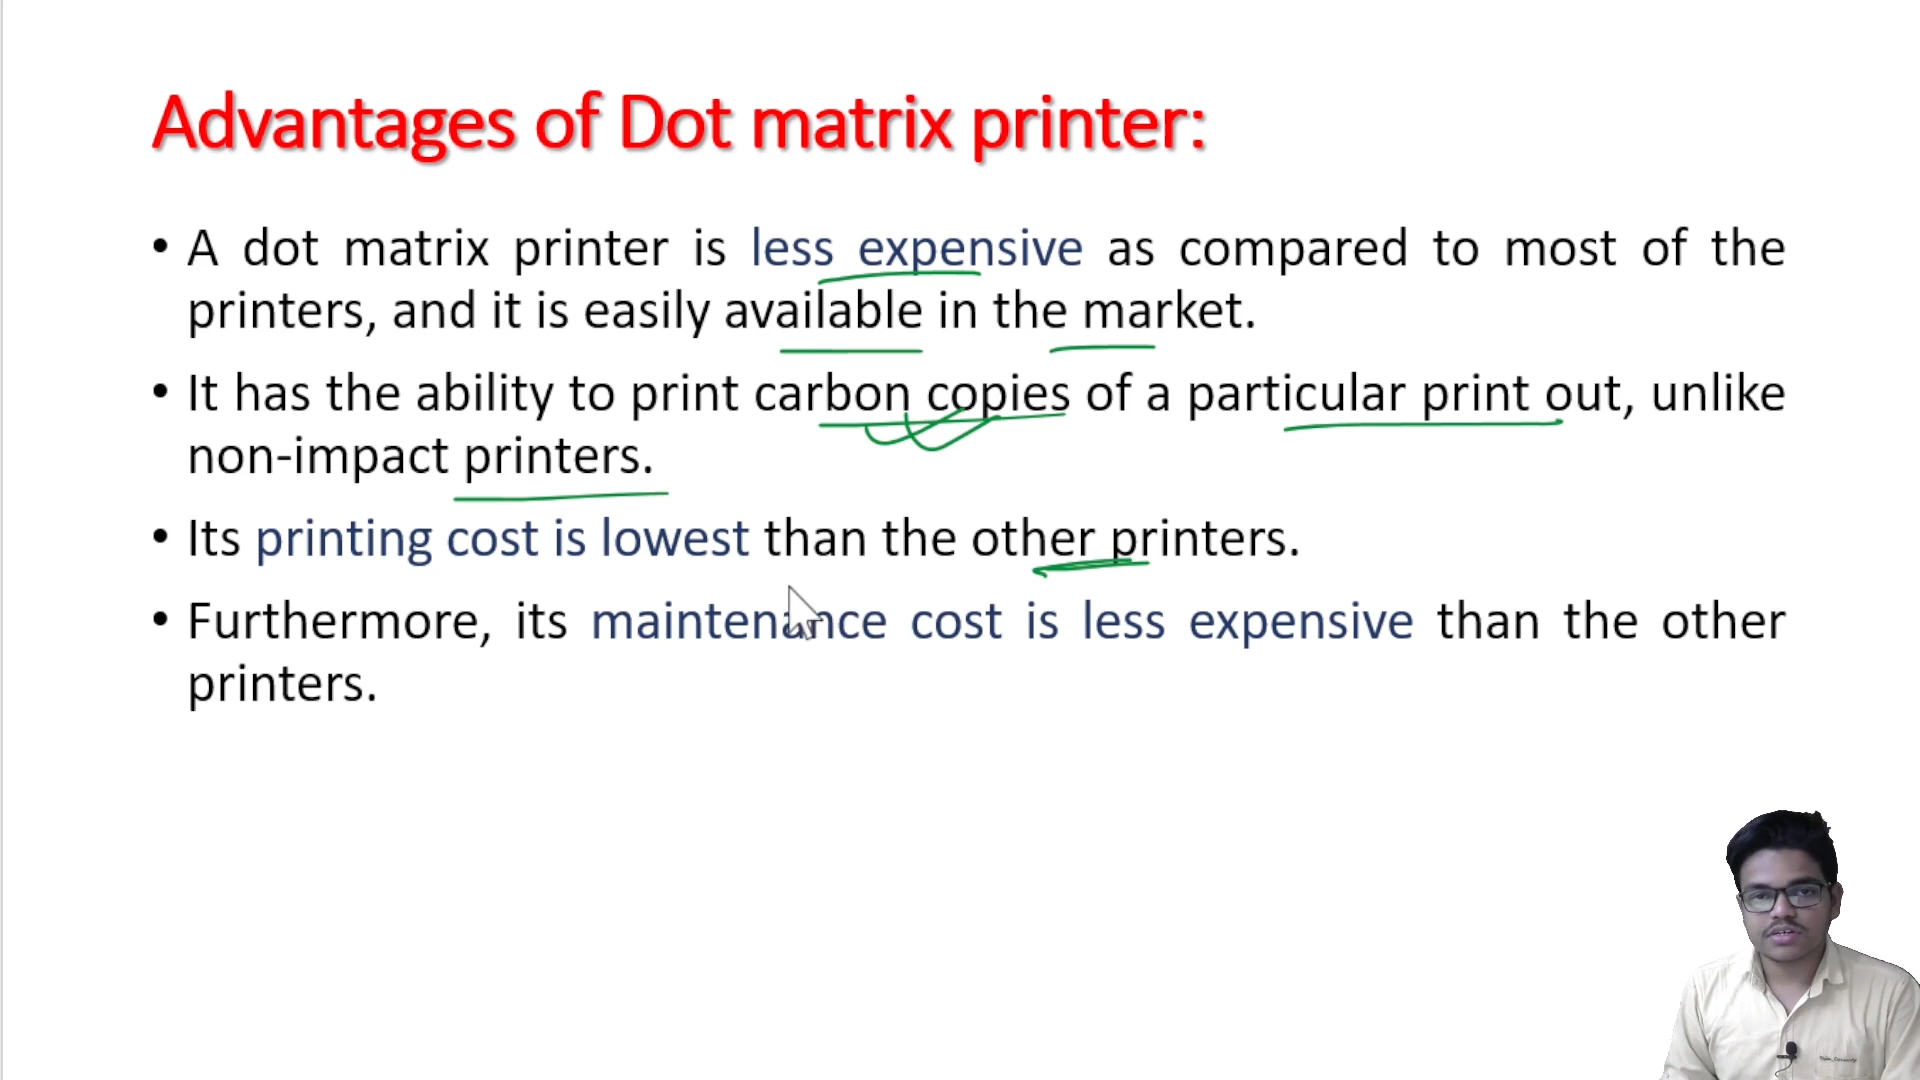 Advantages of Dot matrix printer:
• A dot matrix printer is less expensive as compared to most of the
printers, and it is easily available in the market.
• It has the ability to print carbon copies of a particular print out, unlike
non-impact printers.
• Its printing cost is lowest than the other printers.
• Furthermore, its maintenance cost is less expensive than the other
printers.